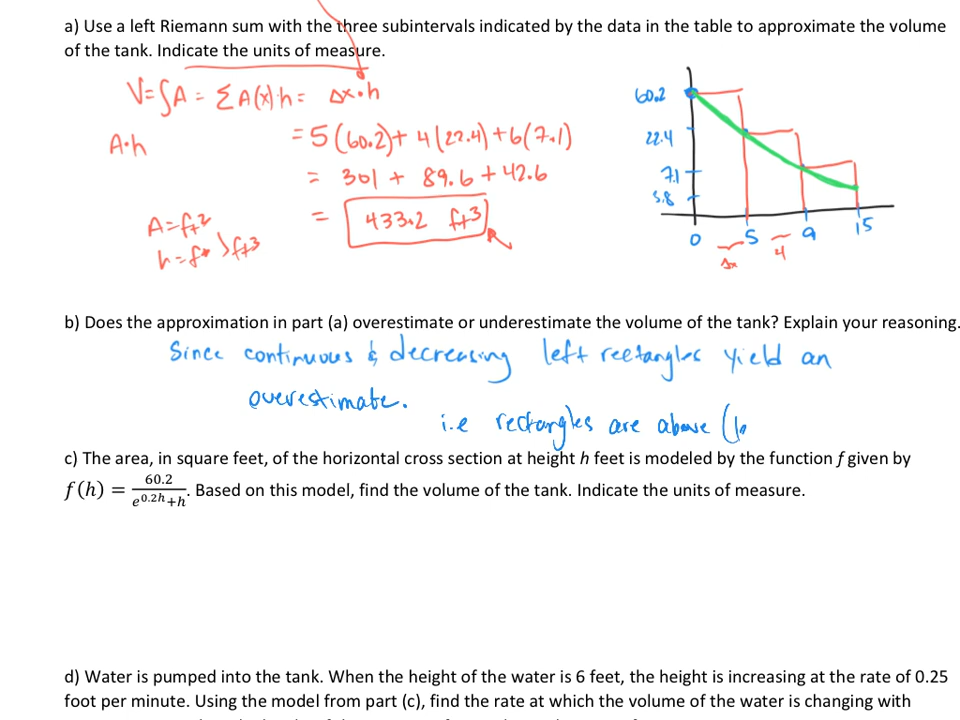 a) Use a left Riemann sum with the three subintervals indicated by the data in the table to approximate the volume
of the tank. Indicate the units of measure.
V=∫A = ΣA(x)·h = Δx·h
A·h
= 5(60.2)+ 4(22.4)+6(7.1)
= 301 + 89.6 + 42.6
= 433.2 ft³
A=ft²
ft³
60.2
22.4
7.1
5.8
0 5 9 15
Δx 4
b) Does the approximation in part (a) overestimate or underestimate the volume of the tank? Explain your reasoning.
Since continuous & decreasing left rectangles yield an
overestimate.
i.e rectangles are above
c) The area, in square feet, of the horizontal cross section at height h feet is modeled by the function f given by
f(h) = 60.2/(e^0.2h + h). Based on this model, find the volume of the tank. Indicate the units of measure.
d) Water is pumped into the tank. When the height of the water is 6 feet, the height is increasing at the rate of 0.25
foot per minute. Using the model from part (c), find the rate at which the volume of the water is changing with